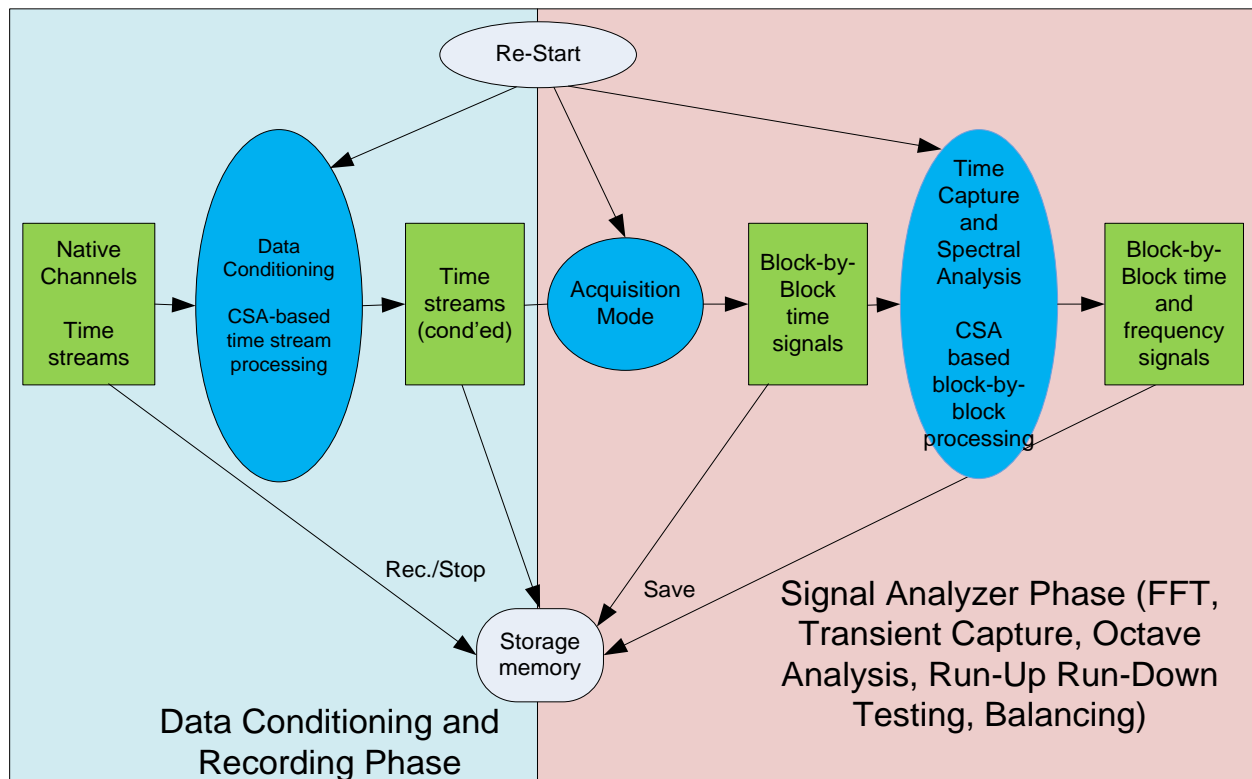 Re-Start
Native
Channels
Time
streams
Data
Conditioning
CSA-based
time stream
processing
Time
streams
(cond'ed)
Acquisition
Mode
Block-by-
Block
time
signals
Time
Capture
and
Spectral
Analysis
CSA
based
block-by-
block
processing
Block-by-
Block time
and
frequency
signals
Rec./Stop
Save
Storage
memory
Data Conditioning and
Recording Phase
Signal Analyzer Phase (FFT,
Transient Capture, Octave
Analysis, Run-Up Run-Down
Testing, Balancing)